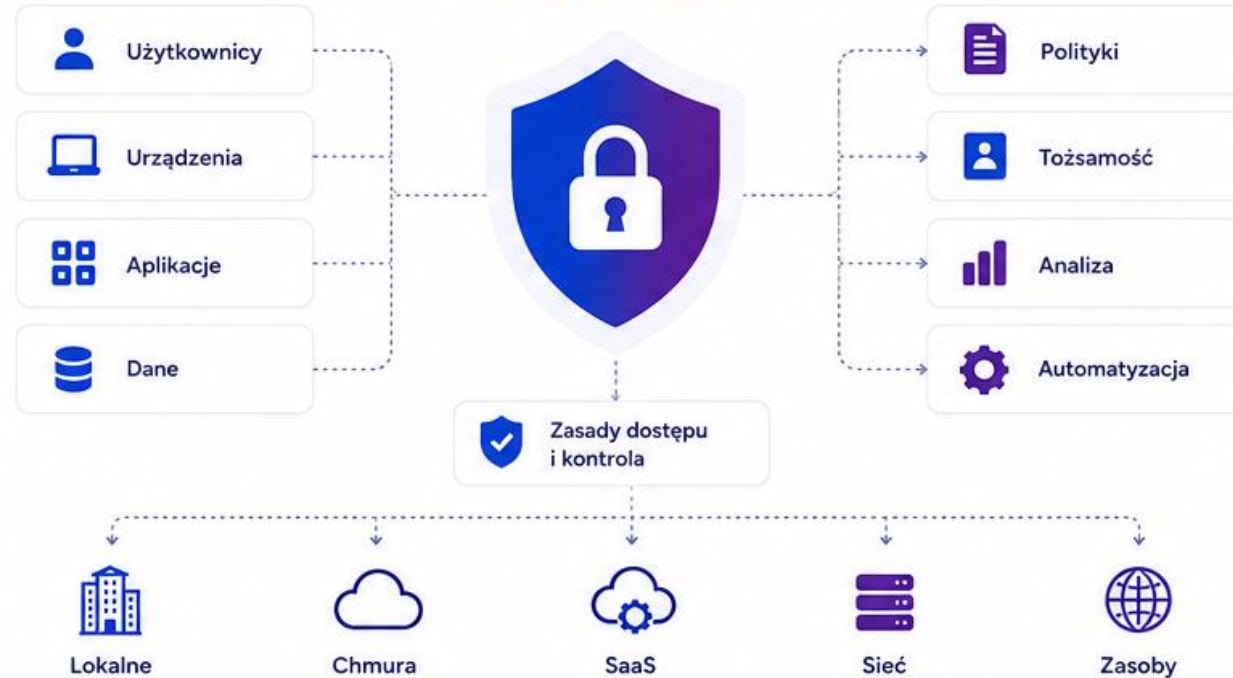 Użytkownicy
Urządzenia
Aplikacje
Dane
Polityki
Tożsamość
Analiza
Automatyzacja
Zasady dostępu
i kontrola
Lokalne
Chmura
SaaS
Sieć
Zasoby